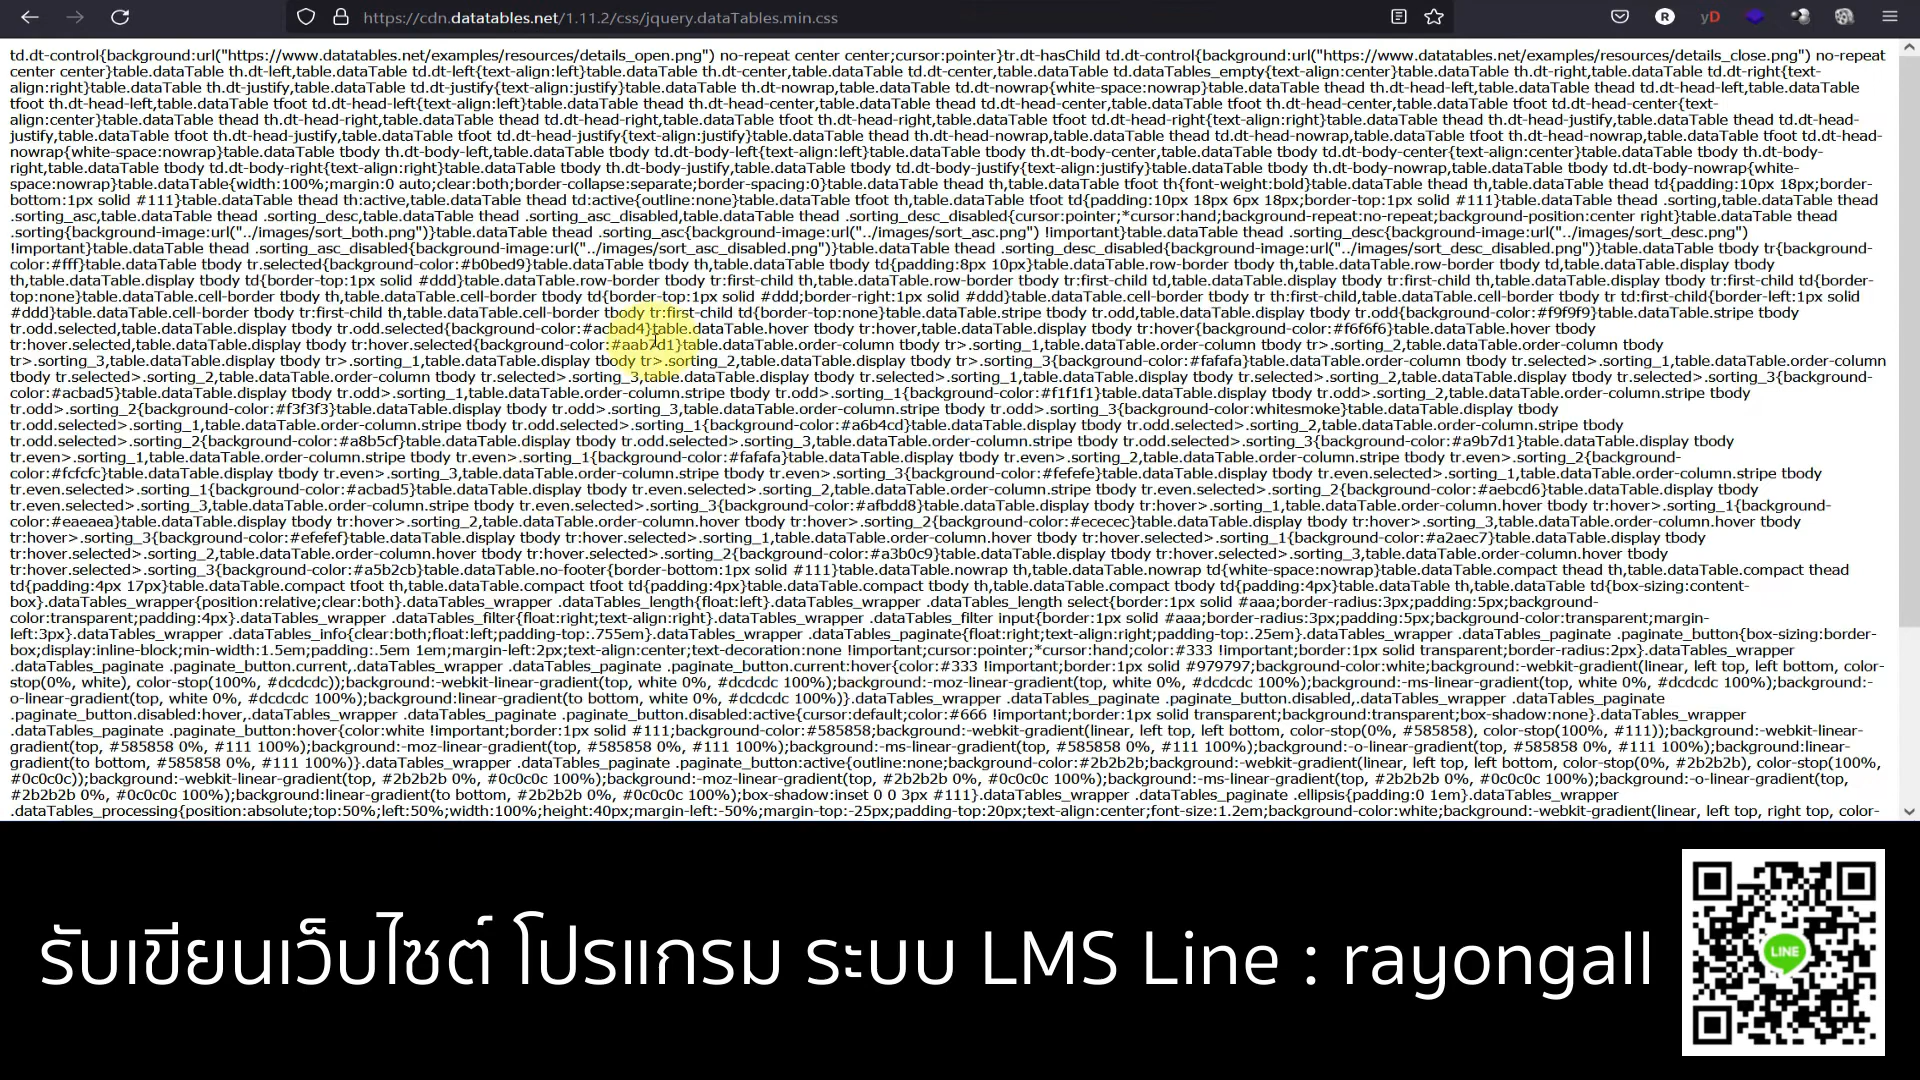 https://cdn.datatables.net/1.11.2/css/jquery.dataTables.min.css
R
yD
td.dt-control{background:url("https://www.datatables.net/examples/resources/details_open.png") no-repeat center center;cursor:pointer}tr.dt-hasChild td.dt-control{background:url("https://www.datatables.net/examples/resources/details_close.png") no-repeat
center center}table.dataTable th.dt-left,table.dataTable td.dt-left{text-align:left}table.dataTable th.dt-center,table.dataTable td.dt-center,table.dataTable td.dataTables_empty{text-align:center}table.dataTable th.dt-right,table.dataTable td.dt-right{text-
align:right}table.dataTable th.dt-justify,table.dataTable td.dt-justify{text-align:justify}table.dataTable th.dt-nowrap,table.dataTable td.dt-nowrap{white-space:nowrap}table.dataTable thead th.dt-head-left,table.dataTable thead td.dt-head-left,table.dataTable
tfoot th.dt-head-left,table.dataTable tfoot td.dt-head-left{text-align:left}table.dataTable thead th.dt-head-center,table.dataTable thead td.dt-head-center,table.dataTable tfoot th.dt-head-center,table.dataTable tfoot td.dt-head-center{text-
align:center}table.dataTable thead th.dt-head-right,table.dataTable thead td.dt-head-right,table.dataTable tfoot th.dt-head-right,table.dataTable tfoot td.dt-head-right{text-align:right}table.dataTable thead th.dt-head-justify,table.dataTable thead td.dt-head-
justify,table.dataTable tfoot th.dt-head-justify,table.dataTable tfoot td.dt-head-justify{text-align:justify}table.dataTable thead th.dt-head-nowrap,table.dataTable thead td.dt-head-nowrap,table.dataTable tfoot th.dt-head-nowrap,table.dataTable tfoot td.dt-head-
nowrap{white-space:nowrap}table.dataTable tbody th.dt-body-left,table.dataTable tbody td.dt-body-left{text-align:left}table.dataTable tbody th.dt-body-center,table.dataTable tbody td.dt-body-center{text-align:center}table.dataTable tbody th.dt-body-
right,table.dataTable tbody td.dt-body-right{text-align:right}table.dataTable tbody th.dt-body-justify,table.dataTable tbody td.dt-body-justify{text-align:justify}table.dataTable tbody th.dt-body-nowrap,table.dataTable tbody td.dt-body-nowrap{white-
space:nowrap}table.dataTable{width:100%;margin:0 auto;clear:both;border-collapse:separate;border-spacing:0}table.dataTable thead th,table.dataTable tfoot th{font-weight:bold}table.dataTable thead th,table.dataTable thead td{padding:10px 18px;border-
bottom:1px solid #111}table.dataTable thead th:active,table.dataTable thead td:active{outline:none}table.dataTable tfoot th,table.dataTable tfoot td{padding:10px 18px 6px 18px;border-top:1px solid #111}table.dataTable thead .sorting,table.dataTable thead
.sorting_asc,table.dataTable thead .sorting_desc,table.dataTable thead .sorting_asc_disabled,table.dataTable thead .sorting_desc_disabled{cursor:pointer;*cursor:hand;background-repeat:no-repeat;background-position:center right}table.dataTable thead
.sorting{background-image:url("../images/sort_both.png")}table.dataTable thead .sorting_asc{background-image:url("../images/sort_asc.png") !important}table.dataTable thead .sorting_desc{background-image:url("../images/sort_desc.png")
!important}table.dataTable thead .sorting_asc_disabled{background-image:url("../images/sort_asc_disabled.png")}table.dataTable thead .sorting_desc_disabled{background-image:url("../images/sort_desc_disabled.png")}table.dataTable tbody tr{background-
color:#fff}table.dataTable tbody tr.selected{background-color:#b0bed9}table.dataTable tbody th,table.dataTable tbody td{padding:8px 10px}table.dataTable.row-border tbody th,table.dataTable.row-border tbody td,table.dataTable.display tbody
th,table.dataTable.display tbody td{border-top:1px solid #ddd}table.dataTable.row-border tbody tr:first-child th,table.dataTable.row-border tbody tr:first-child td,table.dataTable.display tbody tr:first-child th,table.dataTable.display tbody tr:first-child td{border-
top:none}table.dataTable.cell-border tbody th,table.dataTable.cell-border tbody td{border-top:1px solid #ddd;border-right:1px solid #ddd}table.dataTable.cell-border tbody tr th:first-child,table.dataTable.cell-border tbody tr td:first-child{border-left:1px solid
#ddd}table.dataTable.cell-border tbody tr:first-child th,table.dataTable.cell-border tbody tr:first-child td{border-top:none}table.dataTable.stripe tbody tr.odd,table.dataTable.display tbody tr.odd{background-color:#f9f9f9}table.dataTable.stripe tbody
tr.odd.selected,table.dataTable.display tbody tr.odd.selected{background-color:#acbad4}table.dataTable.hover tbody tr:hover,table.dataTable.display tbody tr:hover{background-color:#f6f6f6}table.dataTable.hover tbody
tr:hover.selected,table.dataTable.display tbody tr:hover.selected{background-color:#aab7d1}table.dataTable.order-column tbody tr>.sorting_1,table.dataTable.order-column tbody tr>.sorting_2,table.dataTable.order-column tbody
tr>.sorting_3,table.dataTable.display tbody tr>.sorting_1,table.dataTable.display tbody tr>.sorting_2,table.dataTable.display tbody tr>.sorting_3{background-color:#fafafa}table.dataTable.order-column tbody tr.selected>.sorting_1,table.dataTable.order-column
tbody tr.selected>.sorting_2,table.dataTable.order-column tbody tr.selected>.sorting_3,table.dataTable.display tbody tr.selected>.sorting_1,table.dataTable.display tbody tr.selected>.sorting_2,table.dataTable.display tbody tr.selected>.sorting_3{background-
color:#acbad5}table.dataTable.display tbody tr.odd>.sorting_1,table.dataTable.order-column.stripe tbody tr.odd>.sorting_1{background-color:#f1f1f1}table.dataTable.display tbody tr.odd>.sorting_2,table.dataTable.order-column.stripe tbody
tr.odd>.sorting_2{background-color:#f3f3f3}table.dataTable.display tbody tr.odd>.sorting_3,table.dataTable.order-column.stripe tbody tr.odd>.sorting_3{background-color:whitesmoke}table.dataTable.display tbody
tr.odd.selected>.sorting_1,table.dataTable.order-column.stripe tbody tr.odd.selected>.sorting_1{background-color:#a6b4cd}table.dataTable.display tbody tr.odd.selected>.sorting_2,table.dataTable.order-column.stripe tbody
tr.odd.selected>.sorting_2{background-color:#a8b5cf}table.dataTable.display tbody tr.odd.selected>.sorting_3,table.dataTable.order-column.stripe tbody tr.odd.selected>.sorting_3{background-color:#a9b7d1}table.dataTable.display tbody
tr.even>.sorting_1,table.dataTable.order-column.stripe tbody tr.even>.sorting_1{background-color:#fafafa}table.dataTable.display tbody tr.even>.sorting_2,table.dataTable.order-column.stripe tbody tr.even>.sorting_2{background-
color:#fcfcfc}table.dataTable.display tbody tr.even>.sorting_3,table.dataTable.order-column.stripe tbody tr.even>.sorting_3{background-color:#fefefe}table.dataTable.display tbody tr.even.selected>.sorting_1,table.dataTable.order-column.stripe tbody
tr.even.selected>.sorting_1{background-color:#acbad5}table.dataTable.display tbody tr.even.selected>.sorting_2,table.dataTable.order-column.stripe tbody tr.even.selected>.sorting_2{background-color:#aebcd6}table.dataTable.display tbody
tr.even.selected>.sorting_3,table.dataTable.order-column.stripe tbody tr.even.selected>.sorting_3{background-color:#afbdd8}table.dataTable.display tbody tr:hover>.sorting_1,table.dataTable.order-column.hover tbody tr:hover>.sorting_1{background-
color:#eaeaea}table.dataTable.display tbody tr:hover>.sorting_2,table.dataTable.order-column.hover tbody tr:hover>.sorting_2{background-color:#ececec}table.dataTable.display tbody tr:hover>.sorting_3,table.dataTable.order-column.hover tbody
tr:hover>.sorting_3{background-color:#efefef}table.dataTable.display tbody tr:hover.selected>.sorting_1,table.dataTable.order-column.hover tbody tr:hover.selected>.sorting_1{background-color:#a2aec7}table.dataTable.display tbody
tr:hover.selected>.sorting_2,table.dataTable.order-column.hover tbody tr:hover.selected>.sorting_2{background-color:#a3b0c9}table.dataTable.display tbody tr:hover.selected>.sorting_3,table.dataTable.order-column.hover tbody
tr:hover.selected>.sorting_3{background-color:#a5b2cb}table.dataTable.no-footer{border-bottom:1px solid #111}table.dataTable.nowrap th,table.dataTable.nowrap td{white-space:nowrap}table.dataTable.compact thead th,table.dataTable.compact thead
td{padding:4px 17px}table.dataTable.compact tfoot th,table.dataTable.compact tfoot td{padding:4px}table.dataTable.compact tbody th,table.dataTable.compact tbody td{padding:4px}table.dataTable th,table.dataTable td{box-sizing:content-
box}.dataTables_wrapper{position:relative;clear:both}.dataTables_wrapper .dataTables_length{float:left}.dataTables_wrapper .dataTables_length select{border:1px solid #aaa;border-radius:3px;padding:5px;background-
color:transparent;padding:4px}.dataTables_wrapper .dataTables_filter{float:right;text-align:right}.dataTables_wrapper .dataTables_filter input{border:1px solid #aaa;border-radius:3px;padding:5px;background-color:transparent;margin-
left:3px}.dataTables_wrapper .dataTables_info{clear:both;float:left;padding-top:.755em}.dataTables_wrapper .dataTables_paginate{float:right;text-align:right;padding-top:.25em}.dataTables_wrapper .dataTables_paginate .paginate_button{box-sizing:border-
box;display:inline-block;min-width:1.5em;padding:.5em 1em;margin-left:2px;text-align:center;text-decoration:none !important;cursor:pointer;*cursor:hand;color:#333 !important;border:1px solid transparent;border-radius:2px}.dataTables_wrapper
.dataTables_paginate .paginate_button.current,.dataTables_wrapper .dataTables_paginate .paginate_button.current:hover{color:#333 !important;border:1px solid #979797;background-color:white;background:-webkit-gradient(linear, left top, left bottom, color-
stop(0%, white), color-stop(100%, #dcdcdc));background:-webkit-linear-gradient(top, white 0%, #dcdcdc 100%);background:-moz-linear-gradient(top, white 0%, #dcdcdc 100%);background:-ms-linear-gradient(top, white 0%, #dcdcdc 100%);background:-
o-linear-gradient(top, white 0%, #dcdcdc 100%);background:linear-gradient(to bottom, white 0%, #dcdcdc 100%)}.dataTables_wrapper .dataTables_paginate .paginate_button.disabled,.dataTables_wrapper .dataTables_paginate
.paginate_button.disabled:hover,.dataTables_wrapper .dataTables_paginate .paginate_button.disabled:active{cursor:default;color:#666 !important;border:1px solid transparent;background:transparent;box-shadow:none}.dataTables_wrapper
.dataTables_paginate .paginate_button:hover{color:white !important;border:1px solid #111;background-color:#585858;background:-webkit-gradient(linear, left top, left bottom, color-stop(0%, #585858), color-stop(100%, #111));background:-webkit-linear-
gradient(top, #585858 0%, #111 100%);background:-moz-linear-gradient(top, #585858 0%, #111 100%);background:-ms-linear-gradient(top, #585858 0%, #111 100%);background:-o-linear-gradient(top, #585858 0%, #111 100%);background:linear-
gradient(to bottom, #585858 0%, #111 100%)}.dataTables_wrapper .dataTables_paginate .paginate_button:active{outline:none;background-color:#2b2b2b;background:-webkit-gradient(linear, left top, left bottom, color-stop(0%, #2b2b2b), color-stop(100%,
#0c0c0c));background:-webkit-linear-gradient(top, #2b2b2b 0%, #0c0c0c 100%);background:-moz-linear-gradient(top, #2b2b2b 0%, #0c0c0c 100%);background:-ms-linear-gradient(top, #2b2b2b 0%, #0c0c0c 100%);background:-o-linear-gradient(top,
#2b2b2b 0%, #0c0c0c 100%);background:linear-gradient(to bottom, #2b2b2b 0%, #0c0c0c 100%);box-shadow:inset 0 0 3px #111}.dataTables_wrapper .dataTables_paginate .ellipsis{padding:0 1em}.dataTables_wrapper
.dataTables_processing{position:absolute;top:50%;left:50%;width:100%;height:40px;margin-left:-50%;margin-top:-25px;padding-top:20px;text-align:center;font-size:1.2em;background-color:white;background:-webkit-gradient(linear, left top, right top, color-
รับเขียนเว็บไซต์ โปรแกรม ระบบ LMS Line : rayongall
LINE